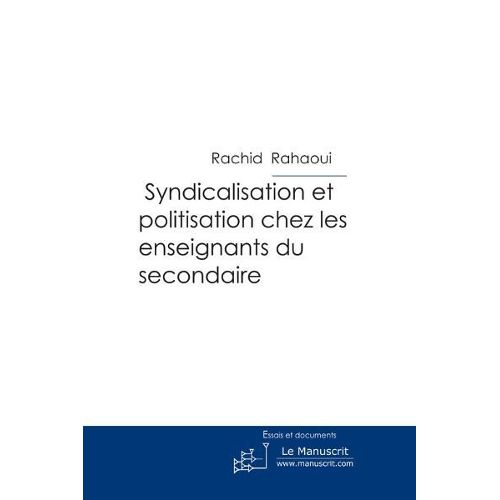 Rachid Rahaoui
Syndicalisation et
politisation chez les
enseignants du
secondaire
Essais et documents
Le Manuscrit
www.manuscrit.com